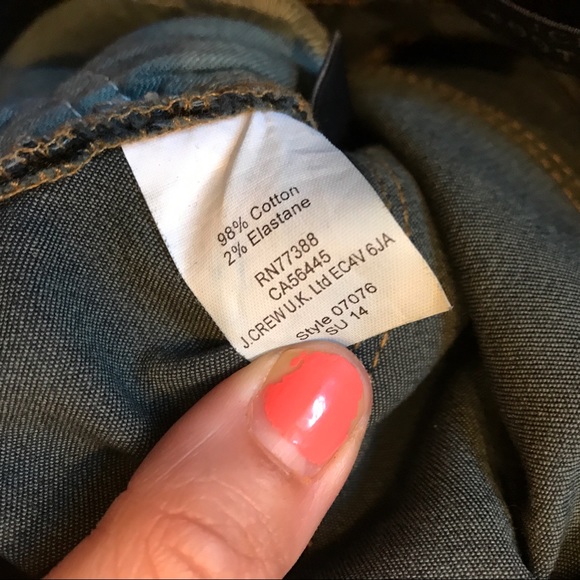 98% Cotton
2% Elastane
RN77388
CA56445
J.CREW U.K. Ltd EC4V 6JA
Style 07076
SU 14